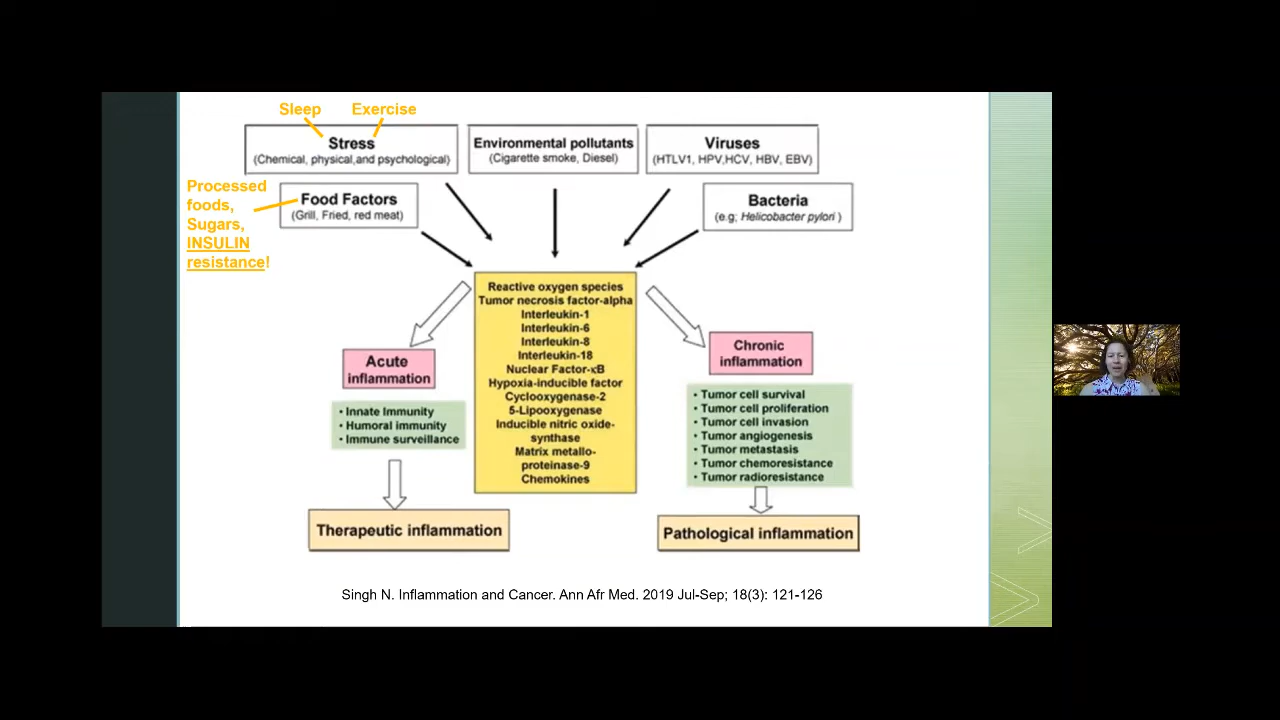 Sleep Exercise
Stress
(Chemical, physical,and psychological)
Environmental pollutants
(Cigarette smoke, Diesel)
Viruses
(HTLV1, HPV,HCV, HBV, EBV)
Processed
foods,
Sugars,
INSULIN
resistance!
Food Factors
(Grill, Fried, red meat)
Bacteria
(e.g; Helicobacter pylori )
Reactive oxygen species
Tumor necrosis factor-alpha
Interleukin-1
Interleukin-6
Interleukin-8
Interleukin-18
Nuclear Factor-κB
Hypoxia-inducible factor
Cyclooxygenase-2
5-Lipooxygenase
Inducible nitric oxide-
synthase
Matrix metallo-
proteinase-9
Chemokines
Acute
inflammation
• Innate Immunity
• Humoral immunity
• Immune surveillance
Therapeutic inflammation
Chronic
inflammation
• Tumor cell survival
• Tumor cell proliferation
• Tumor cell invasion
• Tumor angiogenesis
• Tumor metastasis
• Tumor chemoresistance
• Tumor radioresistance
Pathological inflammation
Singh N. Inflammation and Cancer. Ann Afr Med. 2019 Jul-Sep; 18(3): 121-126